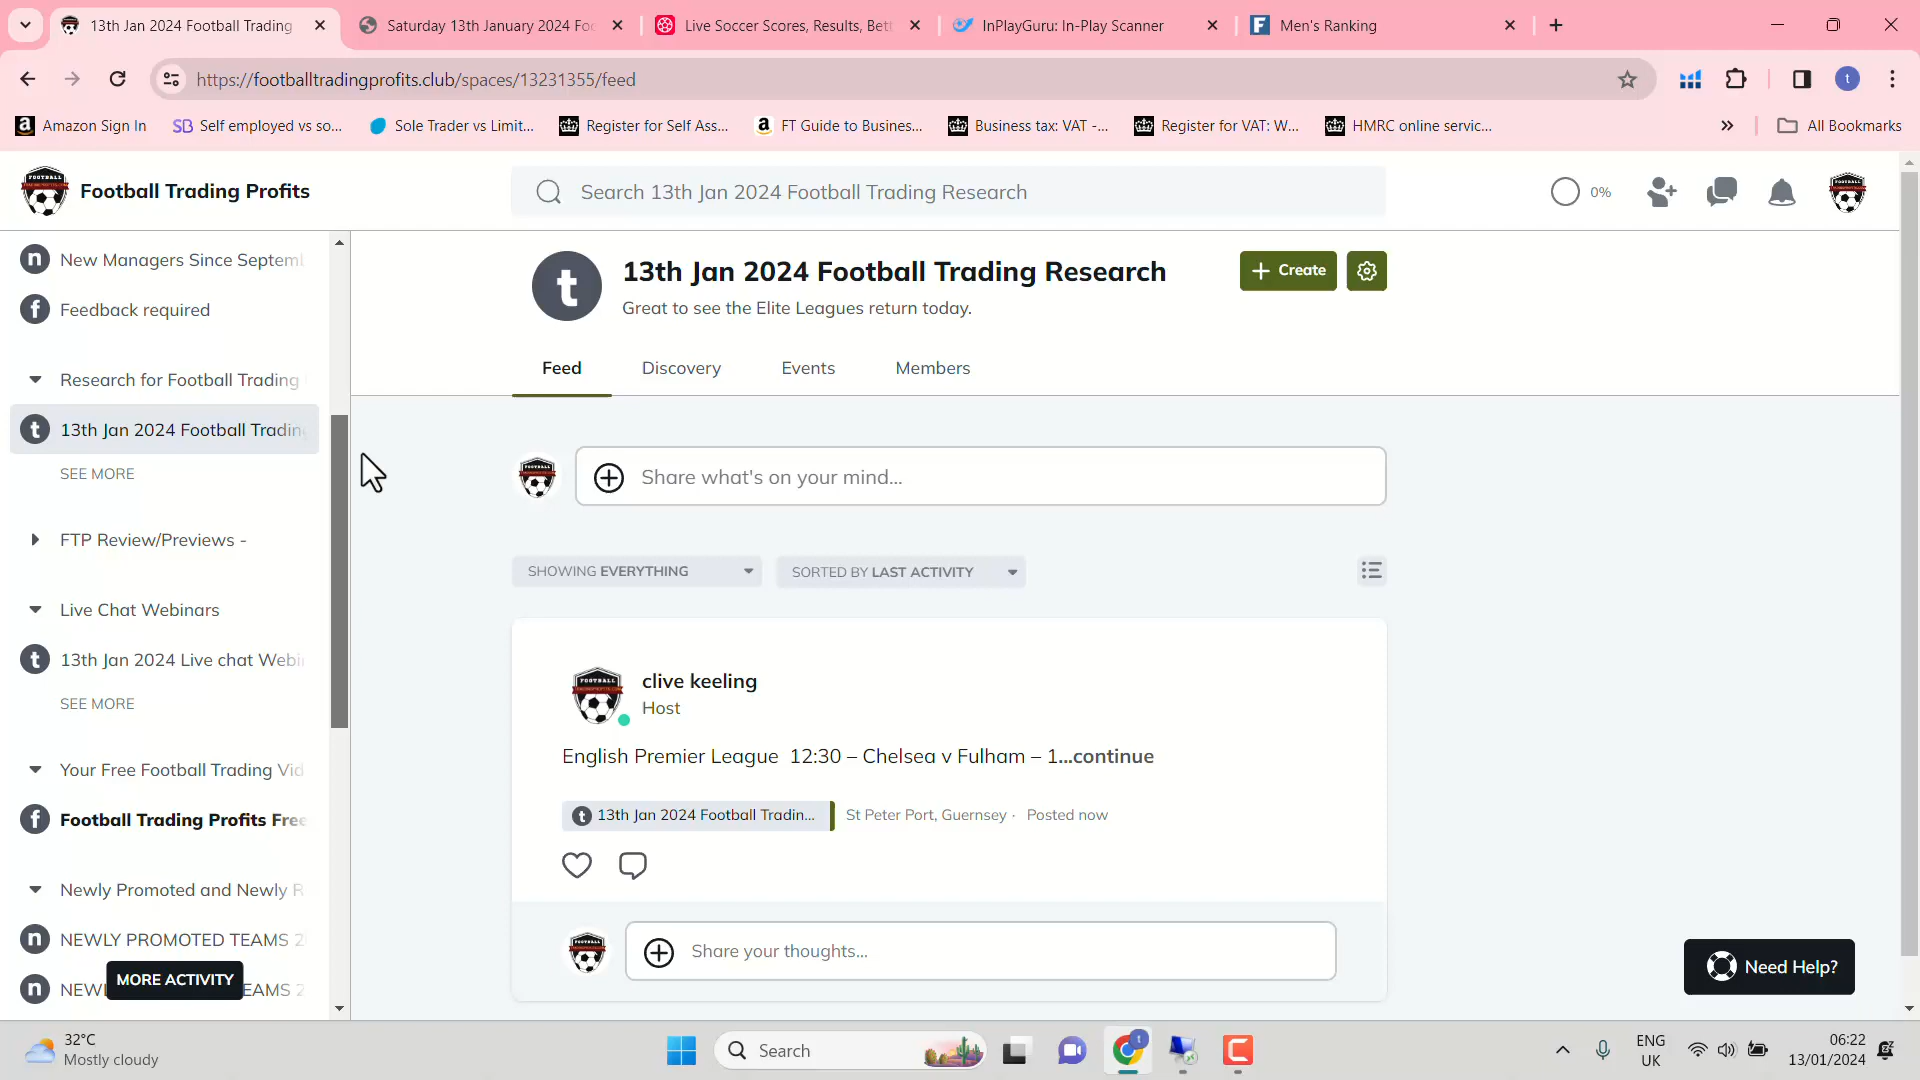 13th Jan 2024 Football Trading
Saturday 13th January 2024 Foo
Live Soccer Scores, Results, Bett
InPlayGuru: In-Play Scanner
Men's Ranking
https://footballtradingprofits.club/spaces/13231355/feed
t
Amazon Sign In
Self employed vs so...
Sole Trader vs Limit...
Register for Self Ass...
FT Guide to Business...
Business tax: VAT -...
Register for VAT: W...
HMRC online servic...
All Bookmarks
Football Trading Profits
Search 13th Jan 2024 Football Trading Research
0%
n New Managers Since Septemb
f Feedback required
Research for Football Trading
t 13th Jan 2024 Football Trading
SEE MORE
FTP Review/Previews -
Live Chat Webinars
t 13th Jan 2024 Live chat Webi
SEE MORE
Your Free Football Trading Vid
f Football Trading Profits Free
Newly Promoted and Newly R
n NEWLY PROMOTED TEAMS 2
n NEWL
EAMS 2
MORE ACTIVITY
t
13th Jan 2024 Football Trading Research
Great to see the Elite Leagues return today.
Create
Feed
Discovery
Events
Members
Share what's on your mind...
SHOWING EVERYTHING
SORTED BY LAST ACTIVITY
clive keeling
Host
English Premier League 12:30 – Chelsea v Fulham – 1...continue
t 13th Jan 2024 Football Tradin...
St Peter Port, Guernsey ·
Posted now
Share your thoughts...
Need Help?
32°C
Mostly cloudy
Search
ENG
UK
06:22
13/01/2024